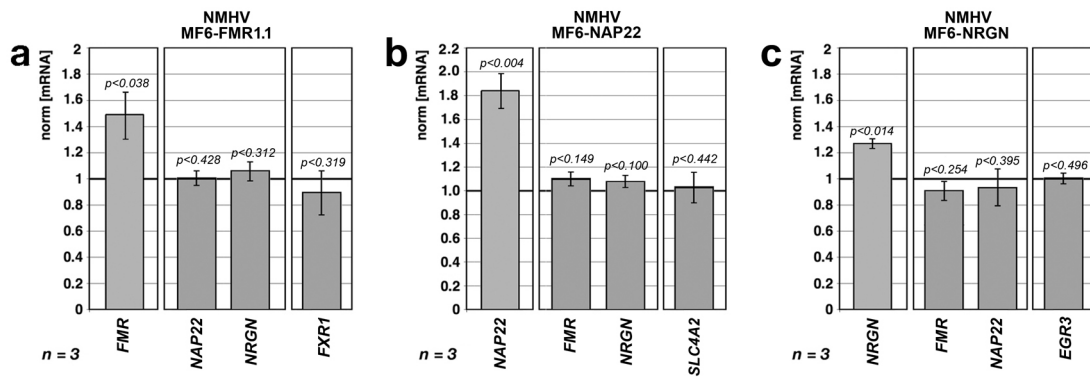 a
NMHV
MF6-FMR1.1
norm [mRNA]
2
1.8
1.6
1.4
1.2
1
0.8
0.6
0.4
0.2
0
p<0.038
p<0.428
p<0.312
p<0.319
FMR
NAP22
NRGN
FXR1
n = 3
b
NMHV
MF6-NAP22
norm [mRNA]
2.2
2.0
1.8
1.6
1.4
1.2
1.0
0.8
0.6
0.4
0.2
0
p<0.004
p<0.149
p<0.100
p<0.442
NAP22
FMR
NRGN
SLC4A2
n = 3
c
NMHV
MF6-NRGN
norm [mRNA]
2
1.8
1.6
1.4
1.2
1
0.8
0.6
0.4
0.2
0
p<0.014
p<0.254
p<0.395
p<0.496
NRGN
FMR
NAP22
EGR3
n = 3